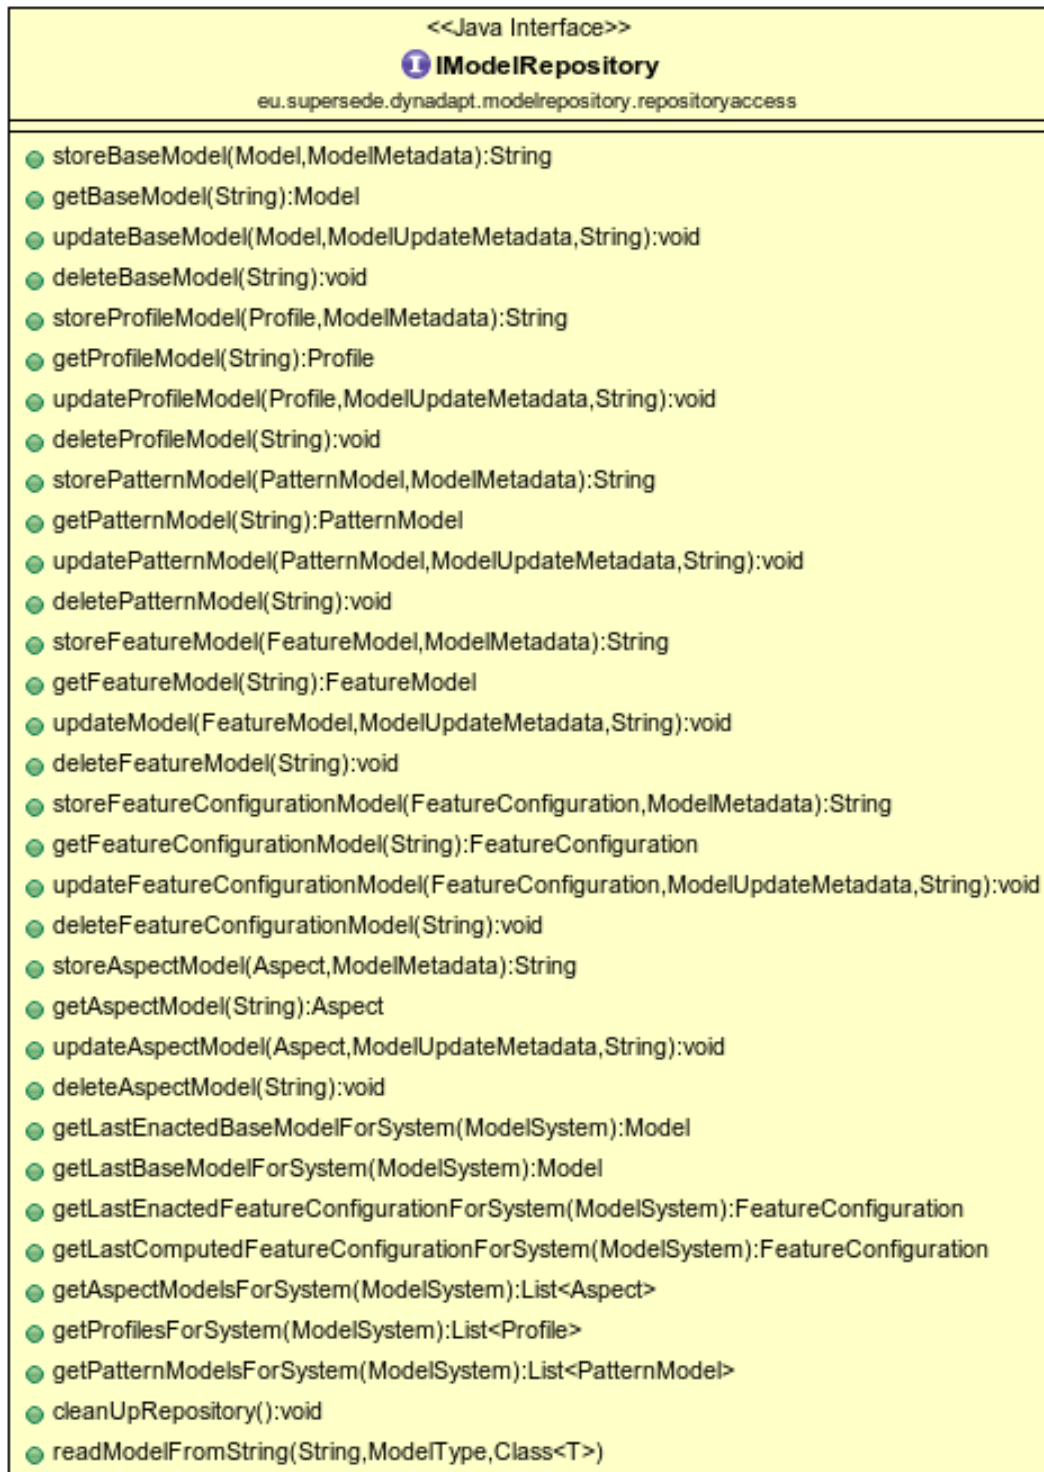 <<Java Interface>>
I IModelRepository
eu.supersede.dynadapt.modelrepository.repositoryaccess
storeBaseModel(Model,ModelMetadata):String
getBaseModel(String):Model
updateBaseModel(Model,ModelUpdateMetadata,String):void
deleteBaseModel(String):void
storeProfileModel(Profile,ModelMetadata):String
getProfileModel(String):Profile
updateProfileModel(Profile,ModelUpdateMetadata,String):void
deleteProfileModel(String):void
storePatternModel(PatternModel,ModelMetadata):String
getPatternModel(String):PatternModel
updatePatternModel(PatternModel,ModelUpdateMetadata,String):void
deletePatternModel(String):void
storeFeatureModel(FeatureModel,ModelMetadata):String
getFeatureModel(String):FeatureModel
updateModel(FeatureModel,ModelUpdateMetadata,String):void
deleteFeatureModel(String):void
storeFeatureConfigurationModel(FeatureConfiguration,ModelMetadata):String
getFeatureConfigurationModel(String):FeatureConfiguration
updateFeatureConfigurationModel(FeatureConfiguration,ModelUpdateMetadata,String):void
deleteFeatureConfigurationModel(String):void
storeAspectModel(Aspect,ModelMetadata):String
getAspectModel(String):Aspect
updateAspectModel(Aspect,ModelUpdateMetadata,String):void
deleteAspectModel(String):void
getLastEnactedBaseModelForSystem(ModelSystem):Model
getLastBaseModelForSystem(ModelSystem):Model
getLastEnactedFeatureConfigurationForSystem(ModelSystem):FeatureConfiguration
getLastComputedFeatureConfigurationForSystem(ModelSystem):FeatureConfiguration
getAspectModelsForSystem(ModelSystem):List<Aspect>
getProfilesForSystem(ModelSystem):List<Profile>
getPatternModelsForSystem(ModelSystem):List<PatternModel>
cleanUpRepository():void
readModelFromString(String,ModelType,Class<T>)